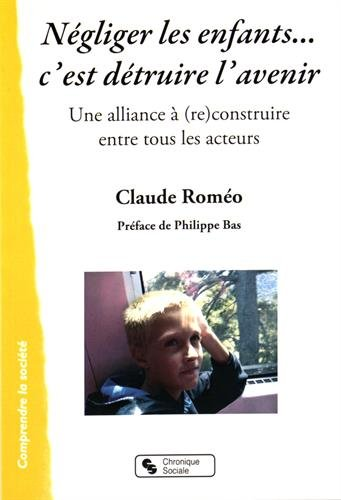 Négliger les enfants...
c'est détruire l'avenir
Une alliance à (re)construire
entre tous les acteurs
Claude Roméo
Préface de Philippe Bas
Comprendre la société
Chronique
Sociale